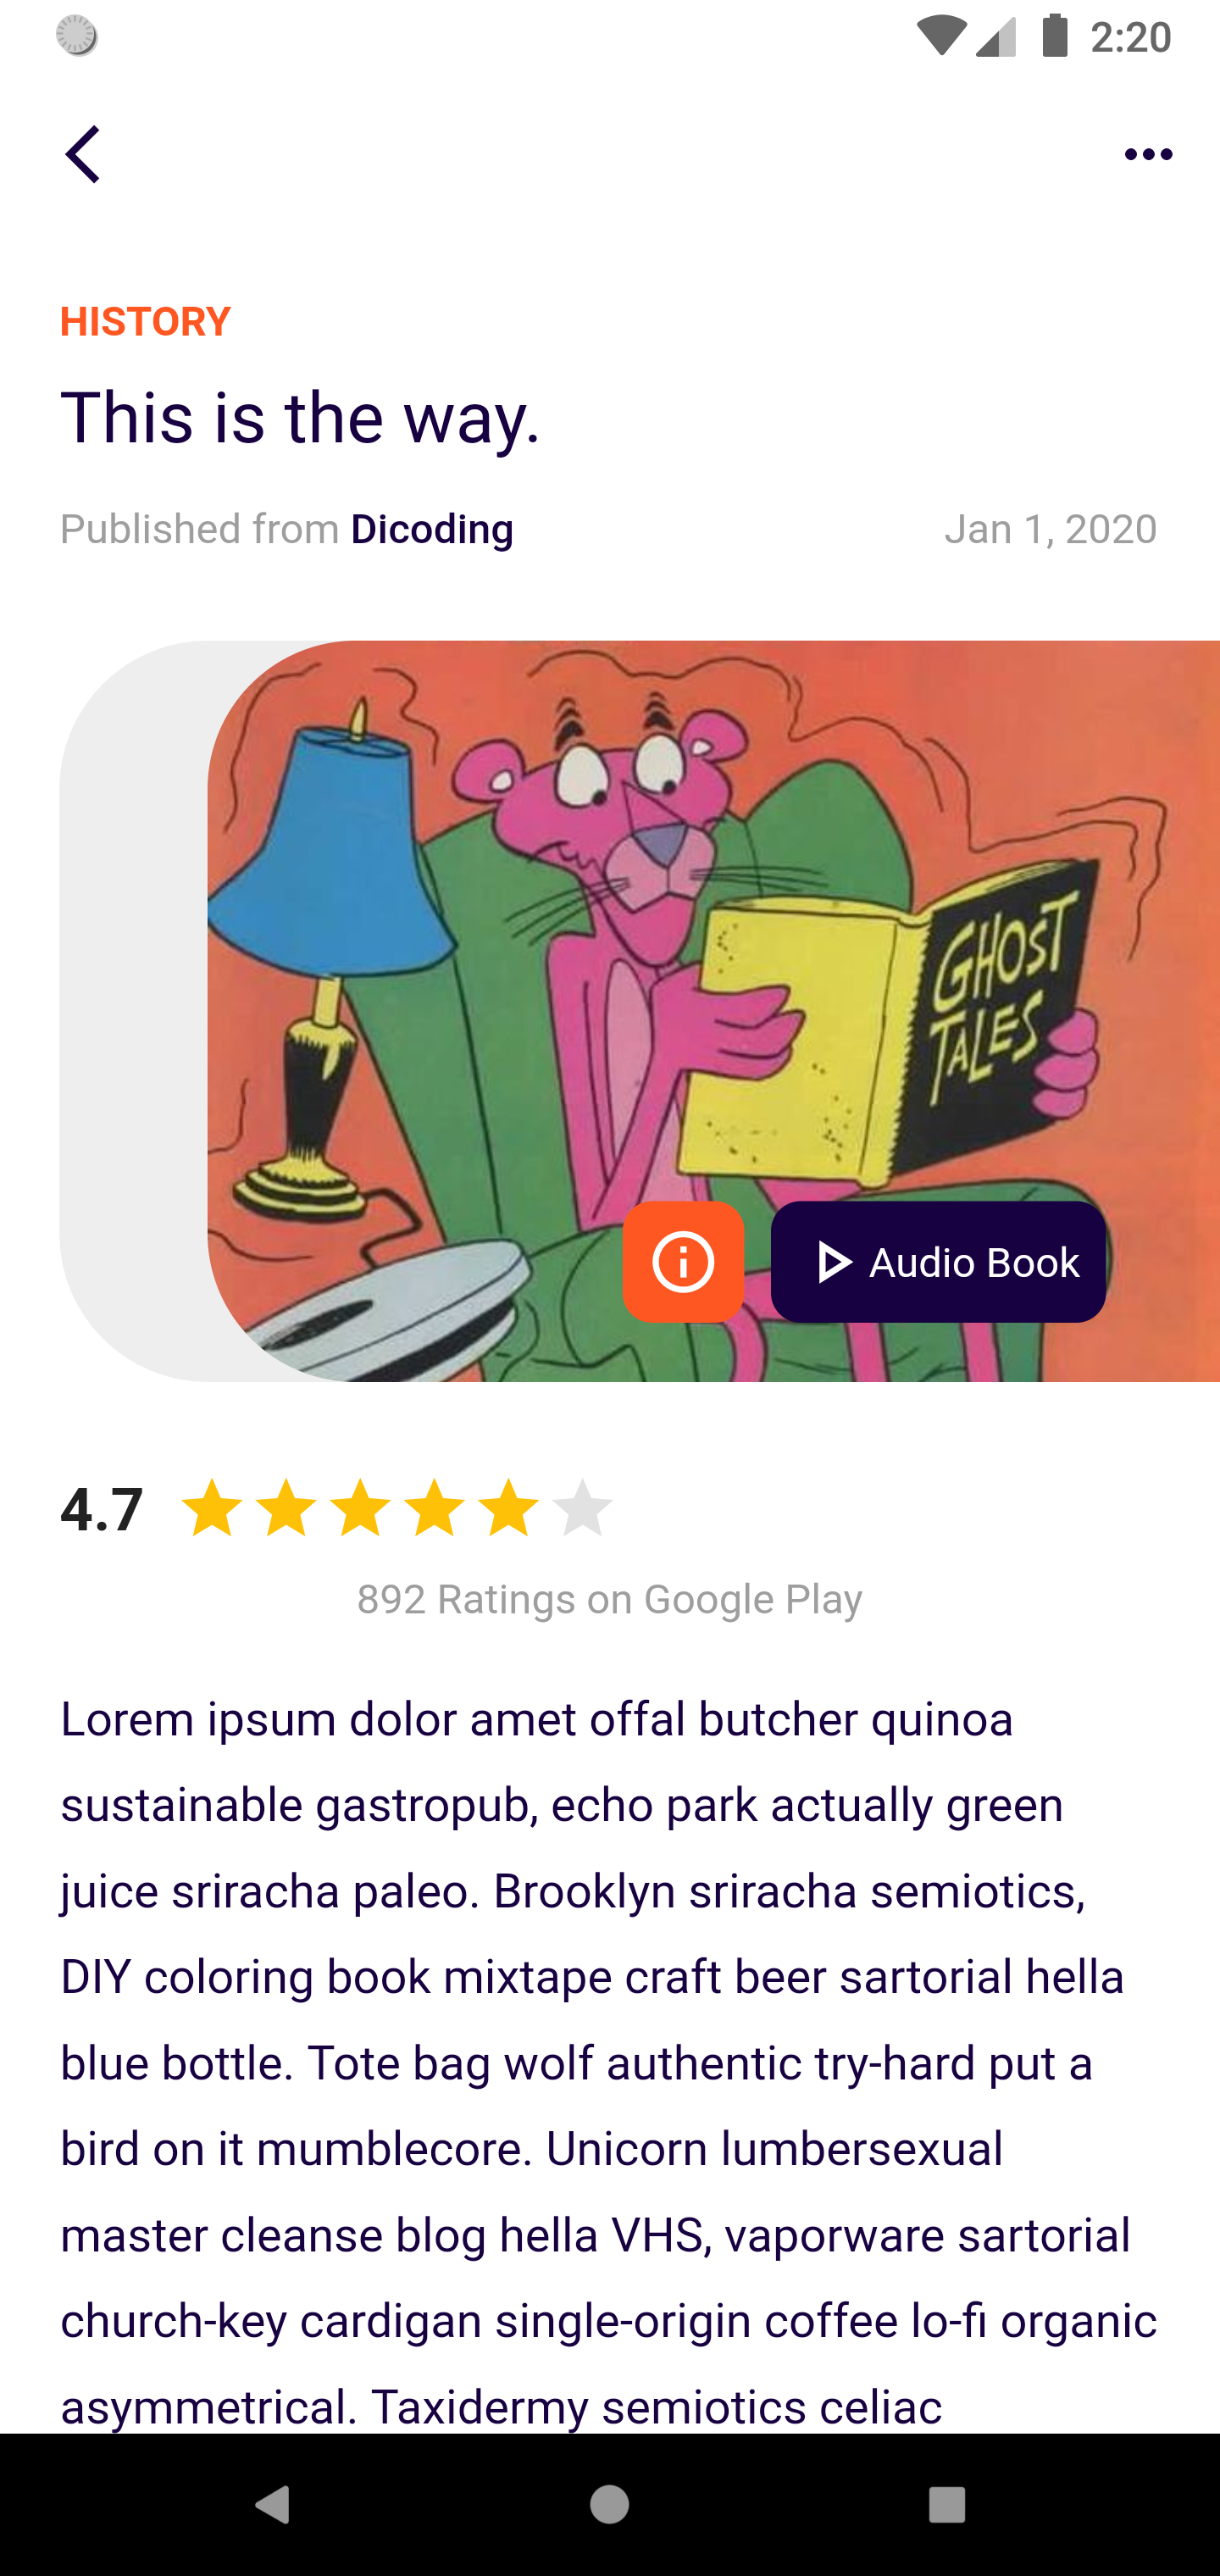 2:20
HISTORY
This is the way.
Published from Dicoding
Jan 1, 2020
GHOST
TALES
Audio Book
4.7
892 Ratings on Google Play
Lorem ipsum dolor amet offal butcher quinoa
sustainable gastropub, echo park actually green
juice sriracha paleo. Brooklyn sriracha semiotics,
DIY coloring book mixtape craft beer sartorial hella
blue bottle. Tote bag wolf authentic try-hard put a
bird on it mumblecore. Unicorn lumbersexual
master cleanse blog hella VHS, vaporware sartorial
church-key cardigan single-origin coffee lo-fi organic
asymmetrical. Taxidermy semiotics celiac